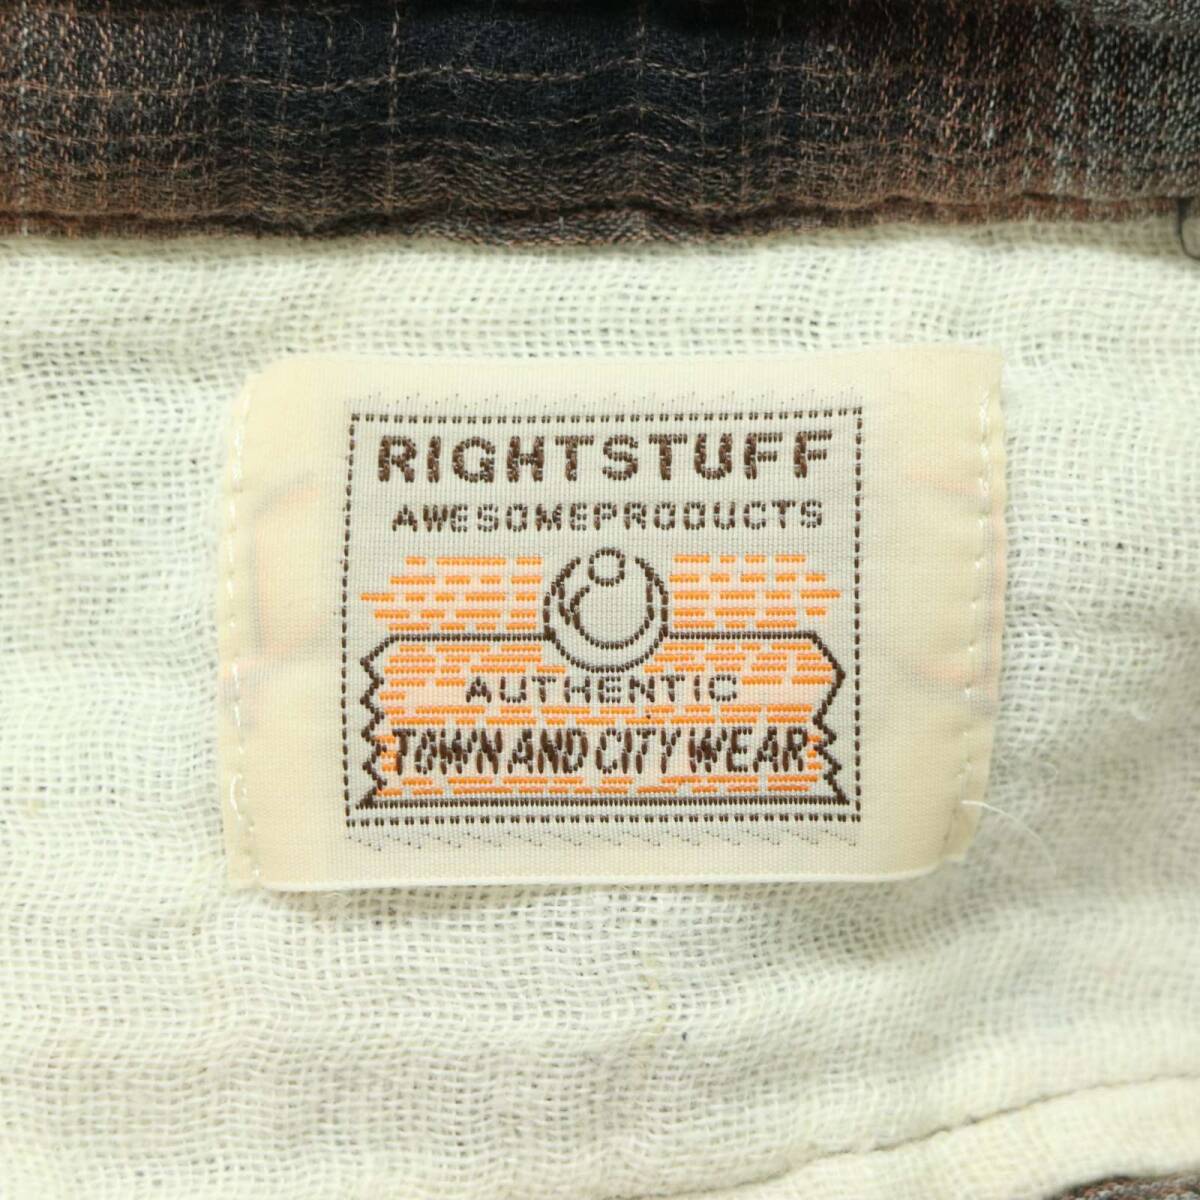 RIGHTSTUFF
AWESOMEPRODUCTS
AUTHENTIC
TOWN AND CITY WEAR